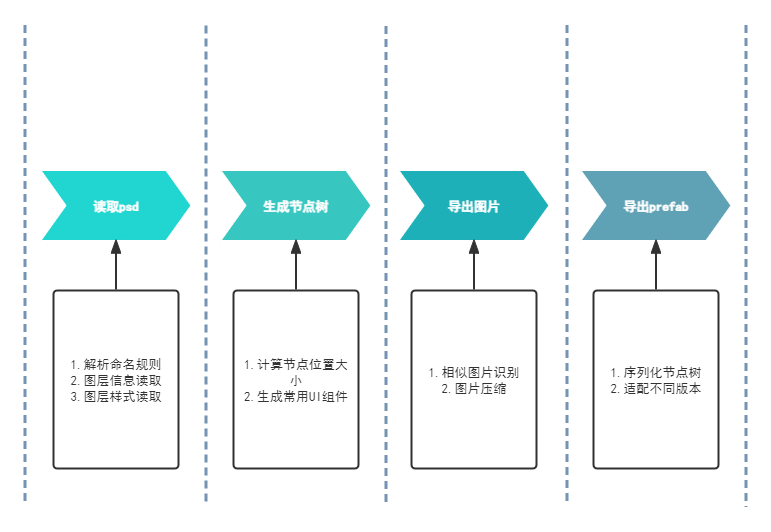 读取psd
生成节点树
导出图片
导出prefab
1.解析命名规则
2.图层信息读取
3.图层样式读取
1.计算节点位置大
小
2.生成常用UI组件
1.相似图片识别
2.图片压缩
1.序列化节点树
2.适配不同版本